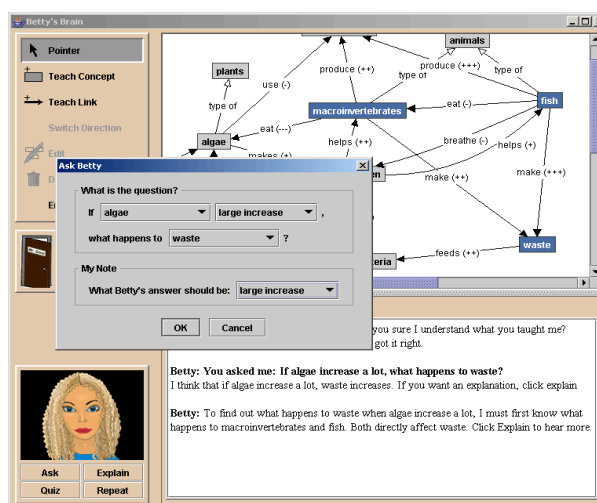 Betty's Brain
Pointer
Teach Concept
Teach Link
Switch Direction
Edit
animals
plants
produce (++)
produce (+++)
type of
type of
use (-)
type of
macroinvertebrates
eat (-)
fish
algae
eat (---)
helps (++)
breathe (--)
helps (+)
makes (+)
make (++)
make (+++)
waste
feeds (++)
Ask Betty
What is the question?
If algae large increase ,
what happens to waste ?
My Note
What Betty's answer should be: large increase
OK Cancel
you sure I understand what you taught me?
got it right.
Betty: You asked me: If algae increase a lot, what happens to waste?
I think that if algae increase a lot, waste increases. If you want an explanation, click explain
Betty: To find out what happens to waste when algae increase a lot, I must first know what
happens to macroinvertebrates and fish. Both directly affect waste. Click Explain to hear more.
Ask Explain
Quiz Repeat